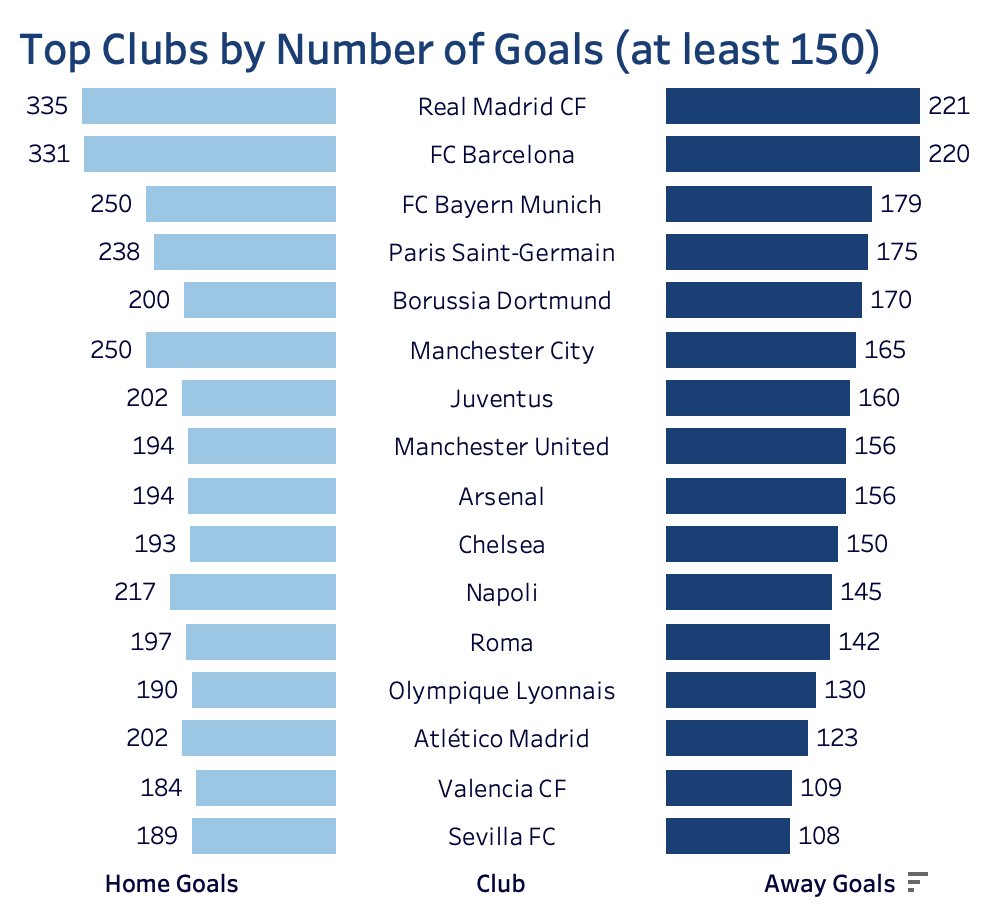 Top Clubs by Number of Goals (at least 150)
335 Real Madrid CF 221
331 FC Barcelona 220
250 FC Bayern Munich 179
238 Paris Saint-Germain 175
200 Borussia Dortmund 170
250 Manchester City 165
202 Juventus 160
194 Manchester United 156
194 Arsenal 156
193 Chelsea 150
217 Napoli 145
197 Roma 142
190 Olympique Lyonnais 130
202 Atlético Madrid 123
184 Valencia CF 109
189 Sevilla FC 108
Home Goals Club Away Goals